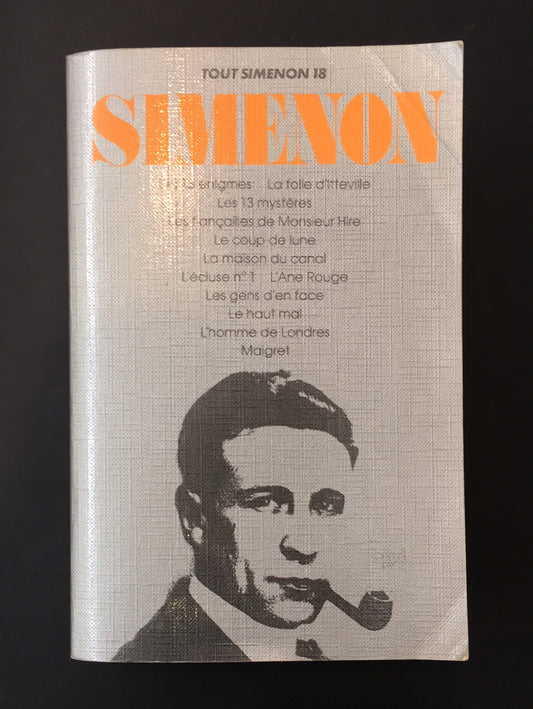 TOUT SIMENON 18
SIMENON
Les 13 énigmes La folle d'Itteville
Les 13 mystères
Les fiançailles de Monsieur Hire
Le coup de lune
La maison du canal
L'écluse nº 1 L'Ane Rouge
Les gens d'en face
Le haut mal
L'homme de Londres
Maigret